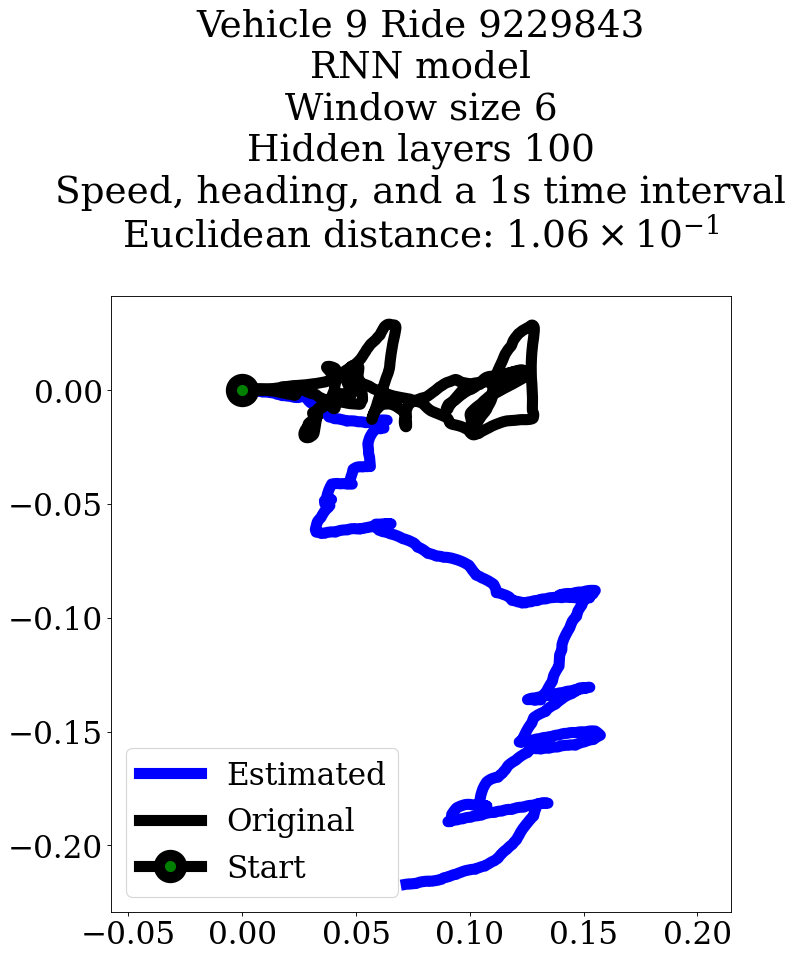 Vehicle 9 Ride 9229843
RNN model
Window size 6
Hidden layers 100
Speed, heading, and a 1s time interval
Euclidean distance: 1.06 × 10⁻¹
0.00
−0.05
−0.10
−0.15
−0.20
Estimated
Original
Start
−0.05 0.00 0.05 0.10 0.15 0.20